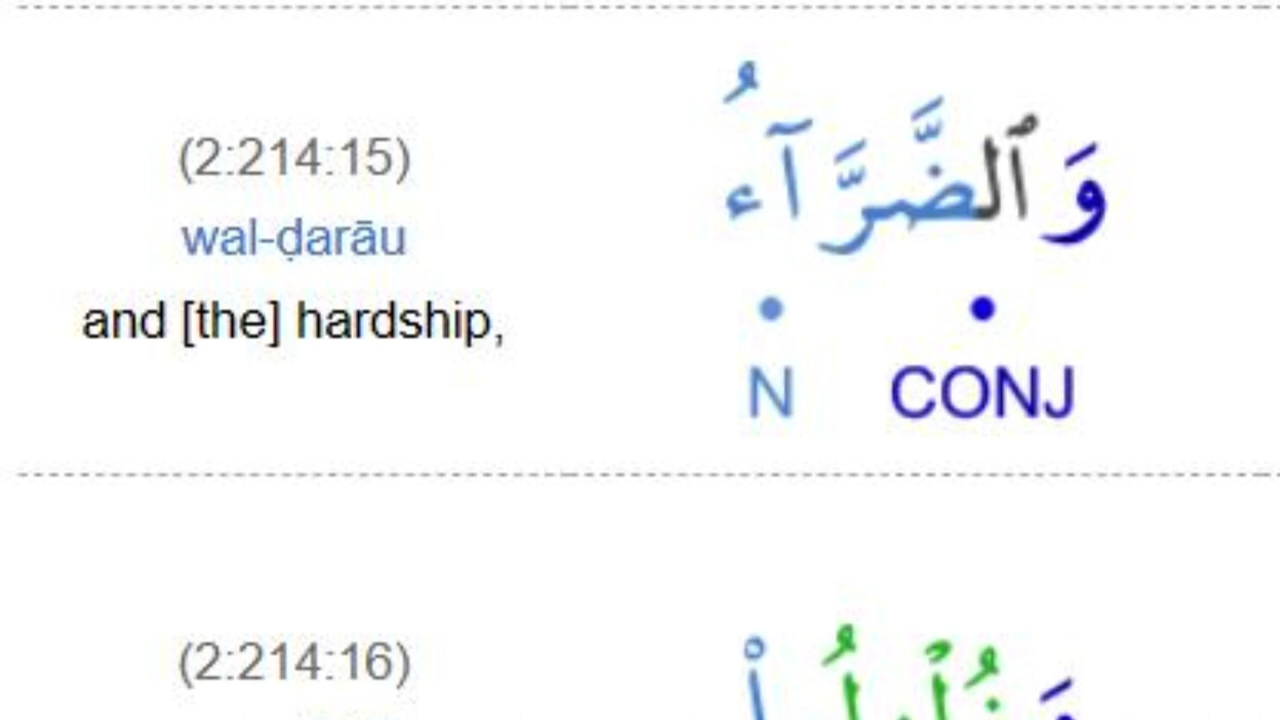 (2:214:15)
wal-ḍarāu
and [the] hardship,
وَٱلضَّرَّآءُ
N CONJ
(2:214:16)